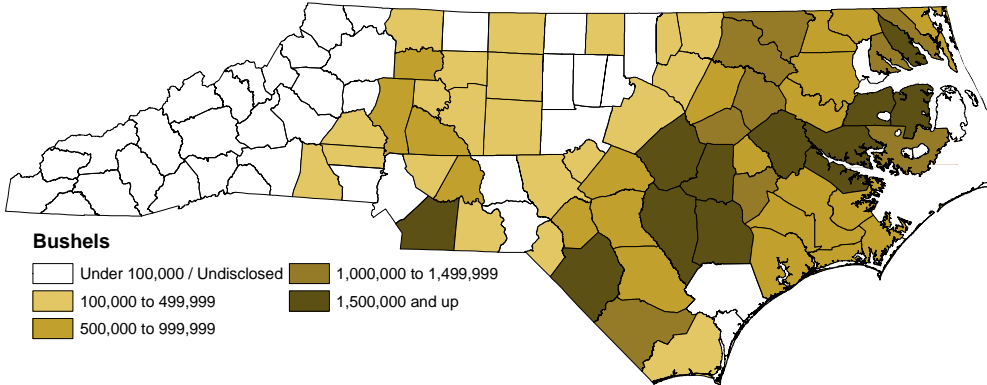 Bushels
Under 100,000 / Undisclosed
100,000 to 499,999
500,000 to 999,999
1,000,000 to 1,499,999
1,500,000 and up